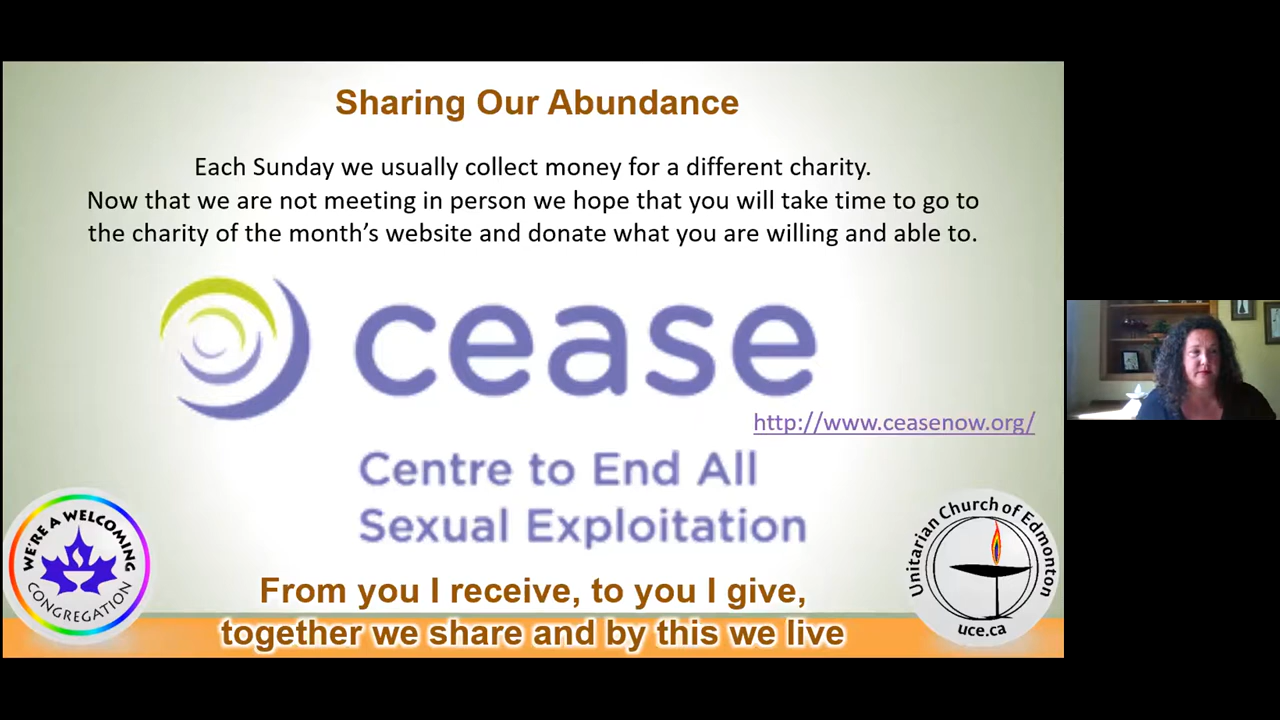 Sharing Our Abundance
Each Sunday we usually collect money for a different charity.
Now that we are not meeting in person we hope that you will take time to go to
the charity of the month’s website and donate what you are willing and able to.
cease
http://www.ceasenow.org/
Centre to End All
Sexual Exploitation
WE'RE A WELCOMING
CONGREGATION
Unitarian Church of Edmonton
uce.ca
From you I receive, to you I give,
together we share and by this we live